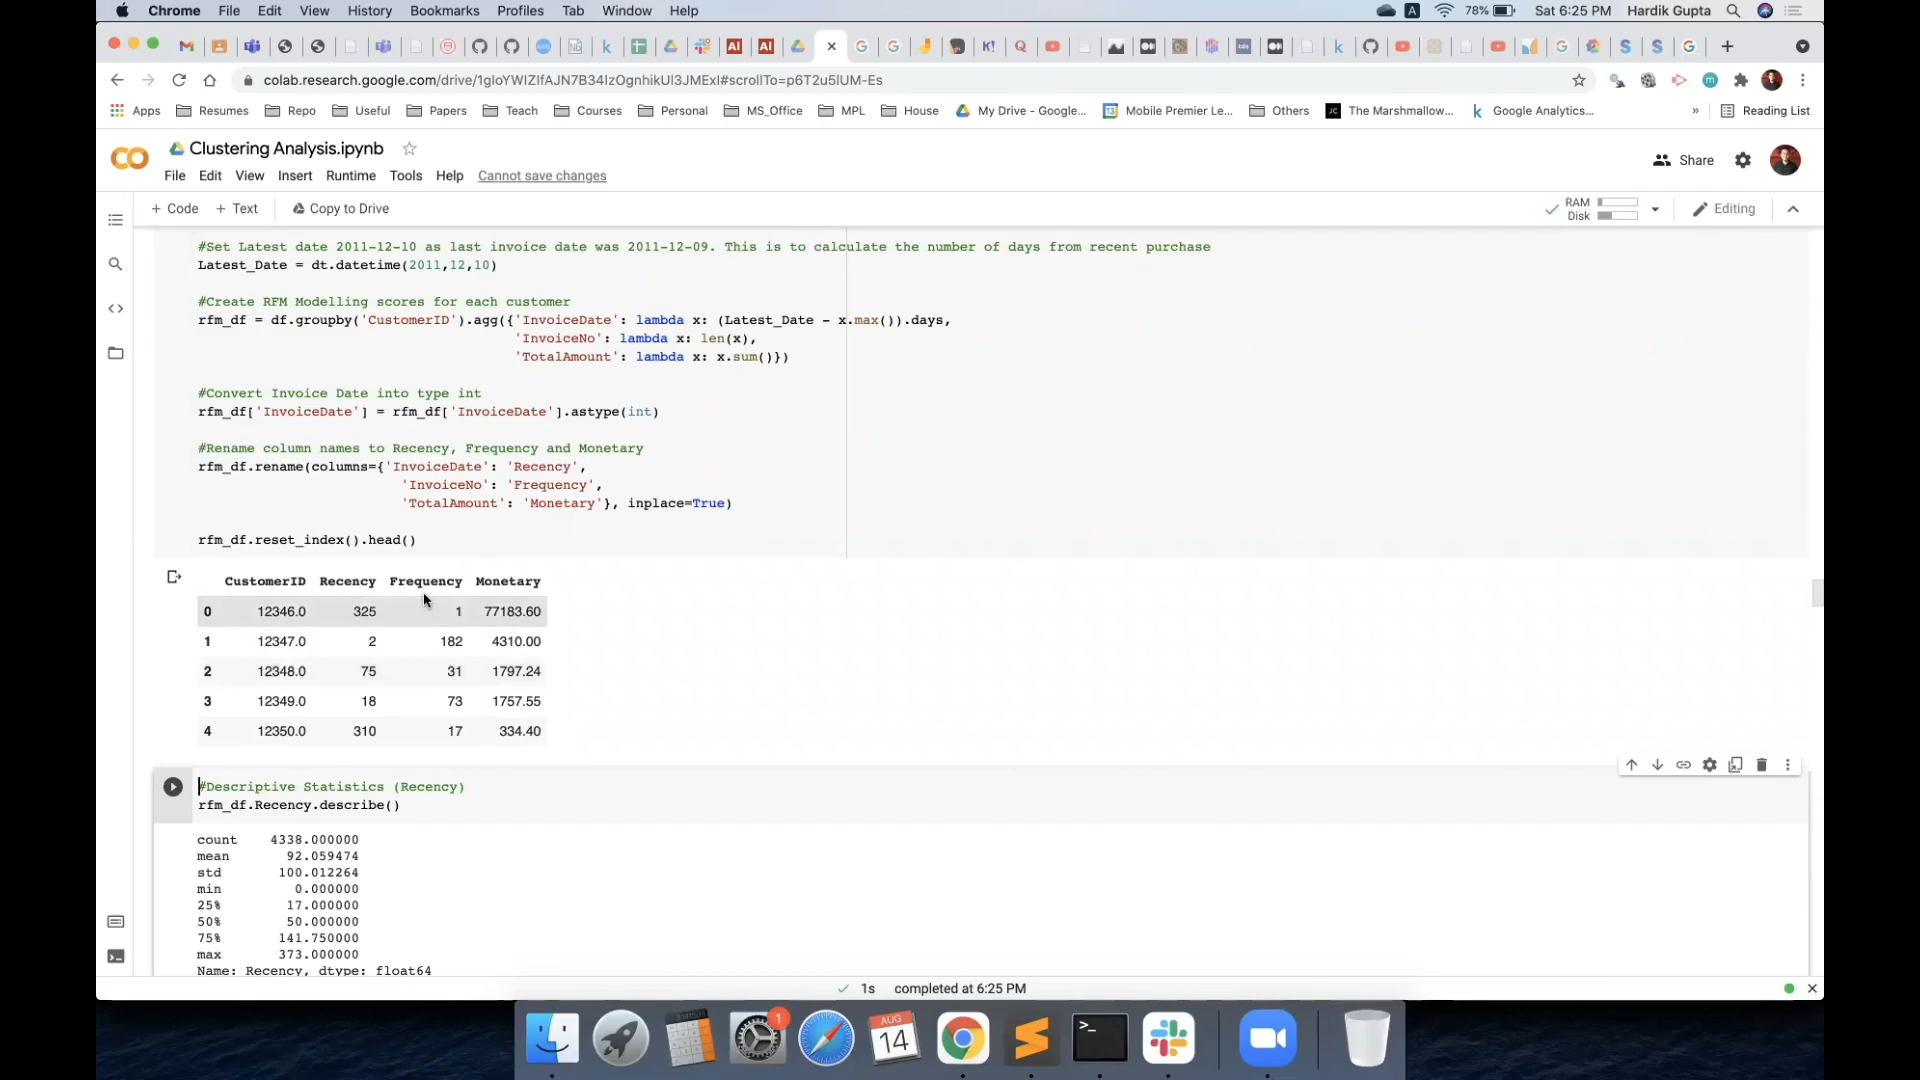 Chrome File Edit View History Bookmarks Profiles Tab Window Help
A 78% Sat 6:25 PM Hardik Gupta
colab.research.google.com/drive/1gIoYWIZIfAJN7B34IzOgnhikUl3JMExI#scrollTo=p6T2u5lUM-Es
Apps Resumes Repo Useful Papers Teach Courses Personal MS_Office MPL House My Drive - Google... Mobile Premier Le... Others The Marshmallow... Google Analytics... » Reading List
Clustering Analysis.ipynb
Share
File Edit View Insert Runtime Tools Help Cannot save changes
+ Code + Text Copy to Drive
RAM
Disk
Editing
#Set Latest date 2011-12-10 as last invoice date was 2011-12-09. This is to calculate the number of days from recent purchase
Latest_Date = dt.datetime(2011,12,10)
#Create RFM Modelling scores for each customer
rfm_df = df.groupby('CustomerID').agg({'InvoiceDate': lambda x: (Latest_Date - x.max()).days,
'InvoiceNo': lambda x: len(x),
'TotalAmount': lambda x: x.sum()})
#Convert Invoice Date into type int
rfm_df['InvoiceDate'] = rfm_df['InvoiceDate'].astype(int)
#Rename column names to Recency, Frequency and Monetary
rfm_df.rename(columns={'InvoiceDate': 'Recency',
'InvoiceNo': 'Frequency',
'TotalAmount': 'Monetary'}, inplace=True)
rfm_df.reset_index().head()
CustomerID Recency Frequency Monetary
0 12346.0 325 1 77183.60
1 12347.0 2 182 4310.00
2 12348.0 75 31 1797.24
3 12349.0 18 73 1757.55
4 12350.0 310 17 334.40
#Descriptive Statistics (Recency)
rfm_df.Recency.describe()
count 4338.000000
mean 92.059474
std 100.012264
min 0.000000
25% 17.000000
50% 50.000000
75% 141.750000
max 373.000000
Name: Recency, dtype: float64
1s completed at 6:25 PM
1
AUG
14